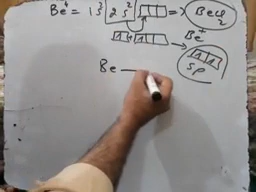 Be⁴ = 1s² 2s² ⇒ BeCl₂
Be*
sp
Be —